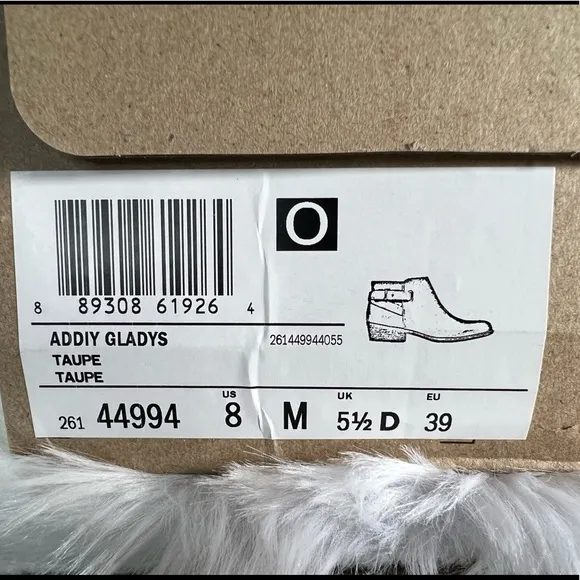 O
8 89308 61926 4
ADDIY GLADYS 261449944055
TAUPE
TAUPE
US UK EU
261 44994 8 M 5½ D 39